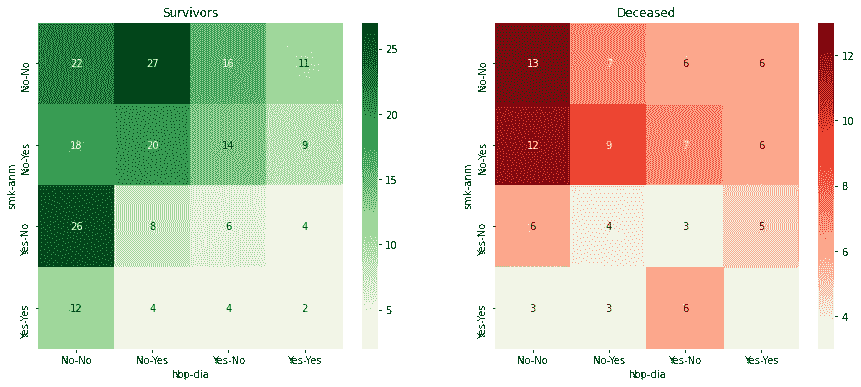 Survivors
22 27 16 11
18 20 14 9
26 8 6 4
12 4 4 2
No-No
No-Yes
Yes-No
Yes-Yes
smk-anm
No-No No-Yes Yes-No Yes-Yes
hbp-dia
25
20
15
10
5
Deceased
13 7 6 6
12 9 7 6
6 4 3 5
3 3 6
No-No
No-Yes
Yes-No
Yes-Yes
smk-anm
No-No No-Yes Yes-No Yes-Yes
hbp-dia
12
10
8
6
4